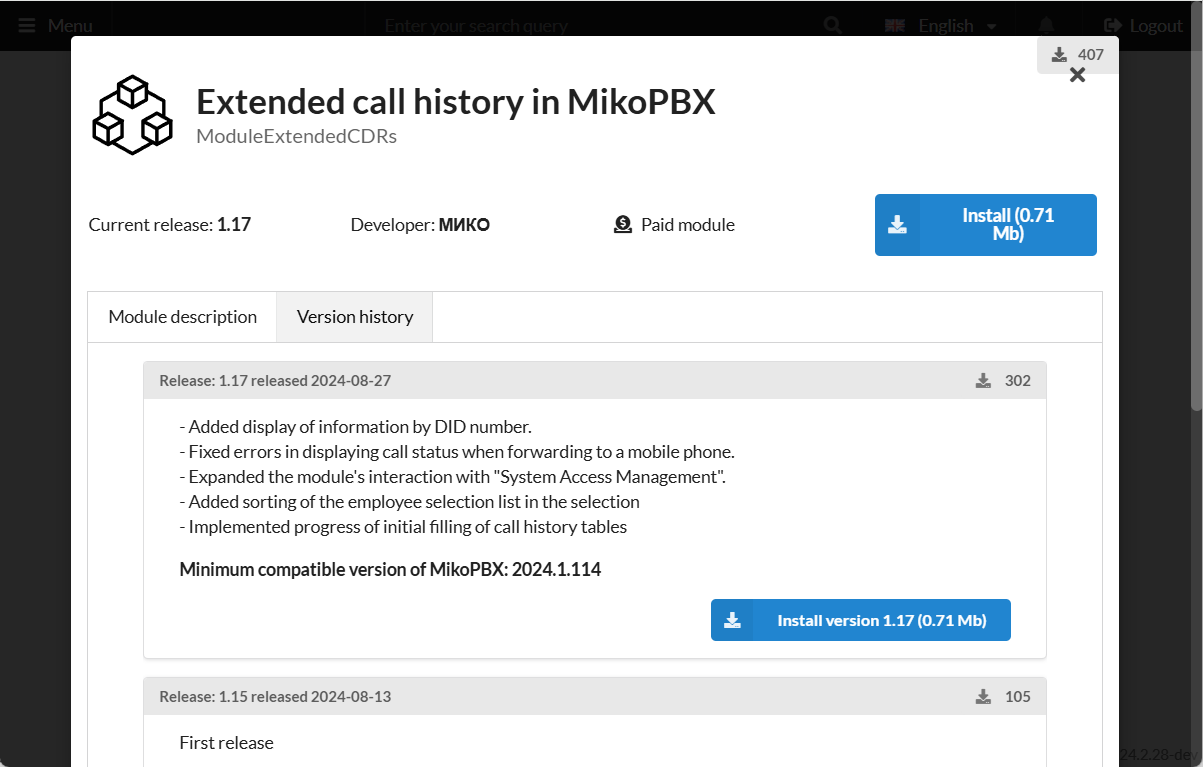 Menu
Enter your search query
English
Logout
407
Extended call history in MikoPBX
ModuleExtendedCDRs
Current release: 1.17
Developer: МИКО
Paid module
Install (0.71
Mb)
Module description
Version history
Release: 1.17 released 2024-08-27
302
- Added display of information by DID number.
- Fixed errors in displaying call status when forwarding to a mobile phone.
- Expanded the module's interaction with "System Access Management".
- Added sorting of the employee selection list in the selection
- Implemented progress of initial filling of call history tables
Minimum compatible version of MikoPBX: 2024.1.114
Install version 1.17 (0.71 Mb)
Release: 1.15 released 2024-08-13
105
First release
24.2.28-dev